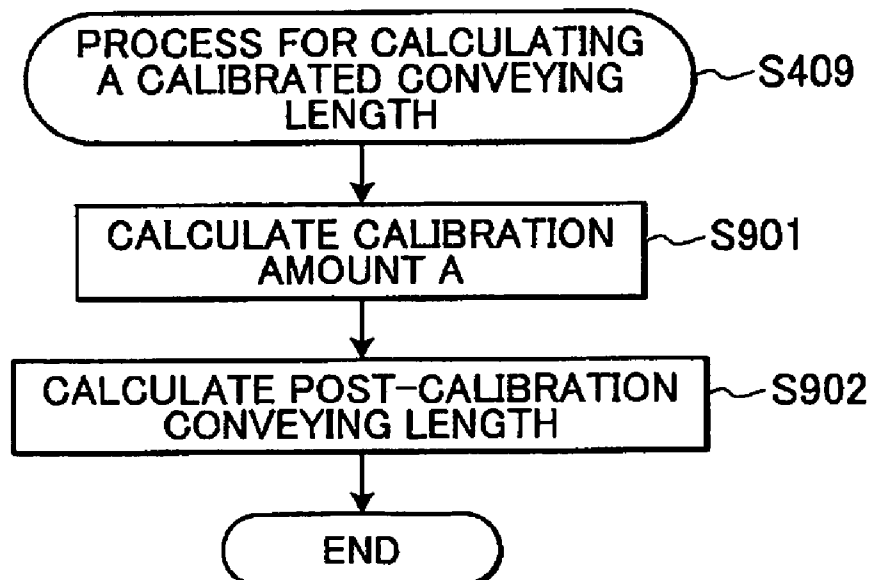 PROCESS FOR CALCULATING
A CALIBRATED CONVEYING
LENGTH
S409
CALCULATE CALIBRATION
AMOUNT A
S901
CALCULATE POST-CALIBRATION
CONVEYING LENGTH
S902
END